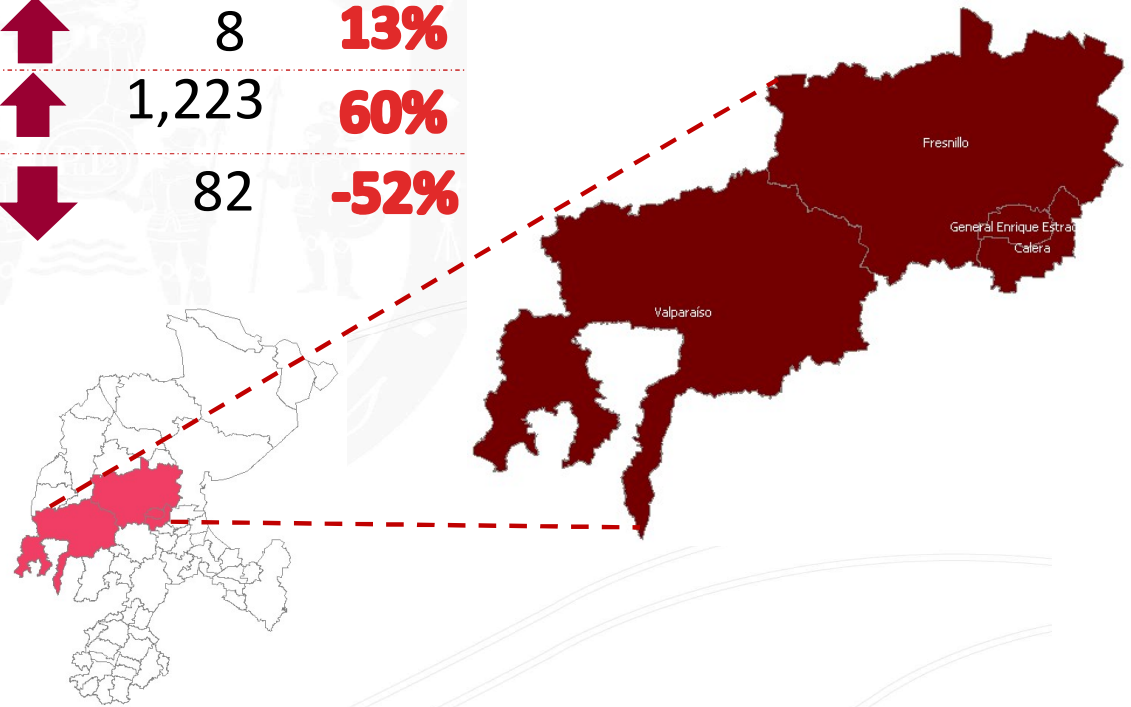 8 13%
1,223 60%
82 -52%
Fresnillo
General Enrique Estrad
Calera
Valparaíso